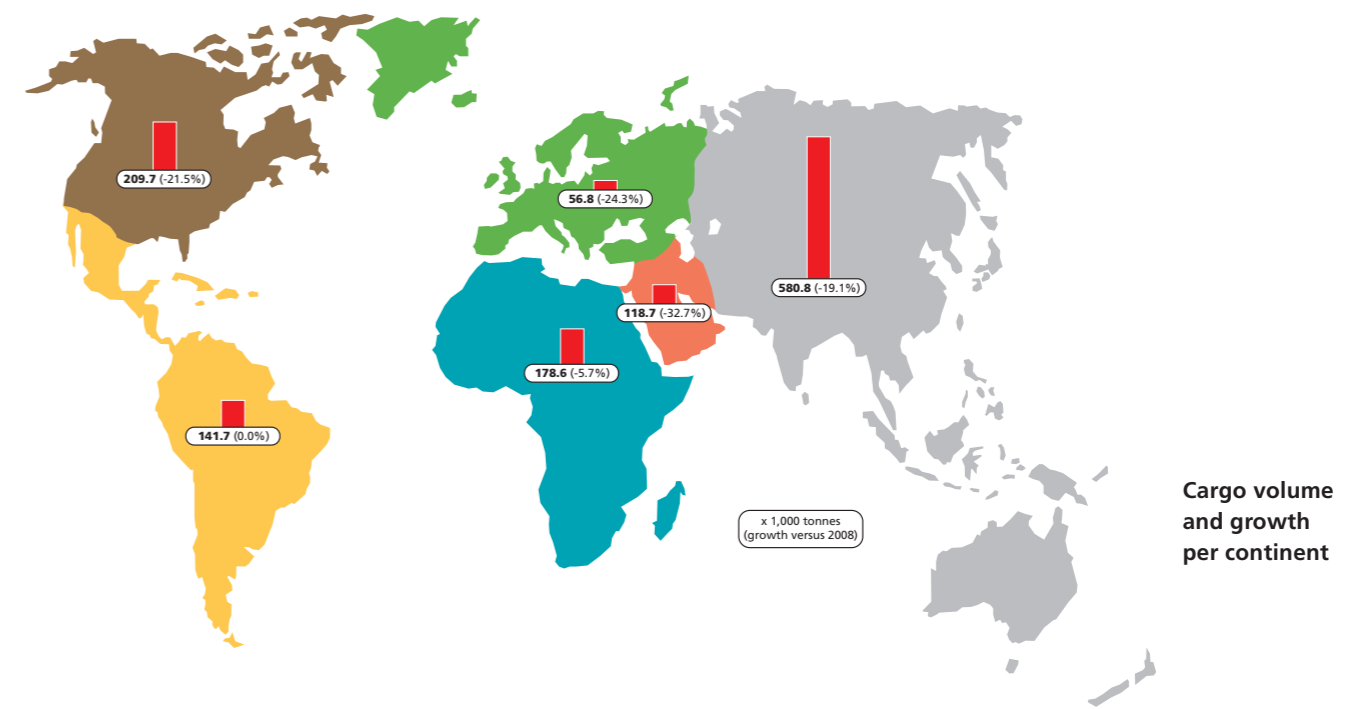 209.7 (-21.5%)
56.8 (-24.3%)
580.8 (-19.1%)
118.7 (-32.7%)
178.6 (-5.7%)
141.7 (0.0%)
x 1,000 tonnes
(growth versus 2008)
Cargo volume
and growth
per continent